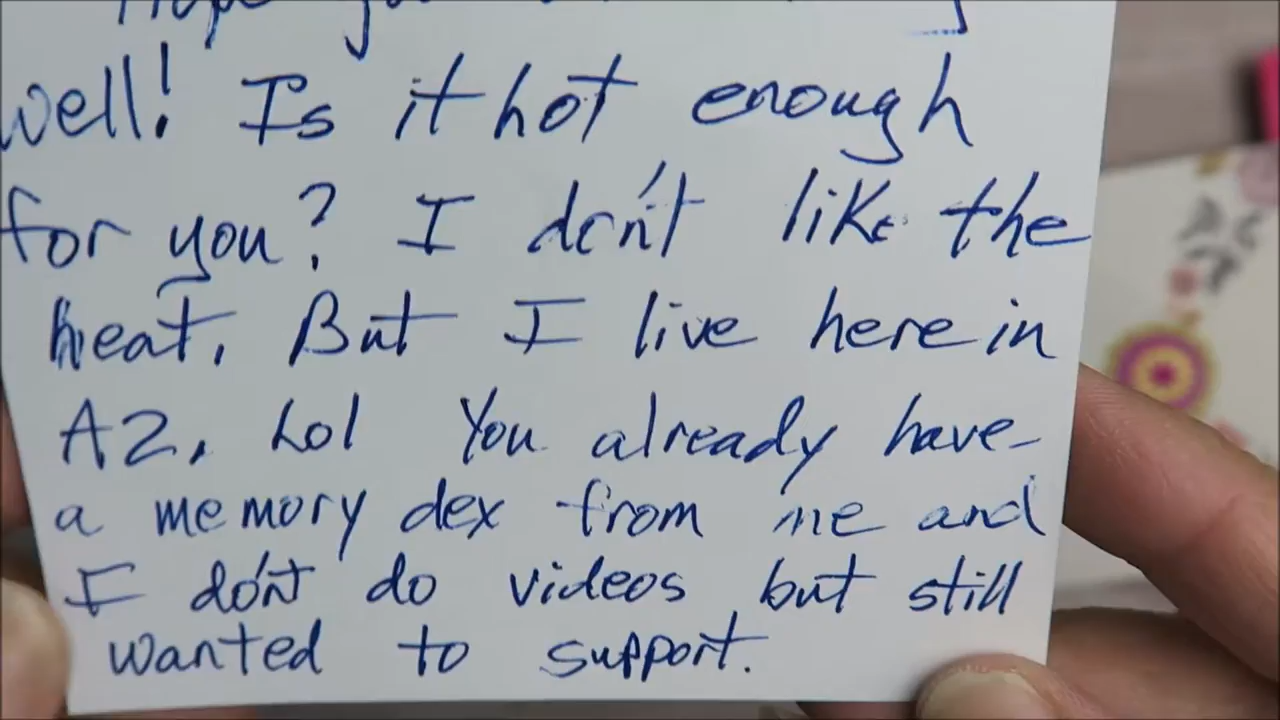 well! Is it hot enough
for you? I don't like the
heat. But I live here in
AZ. Lol You already have
a memory dex from me and
I don't do videos, but still
wanted to support.